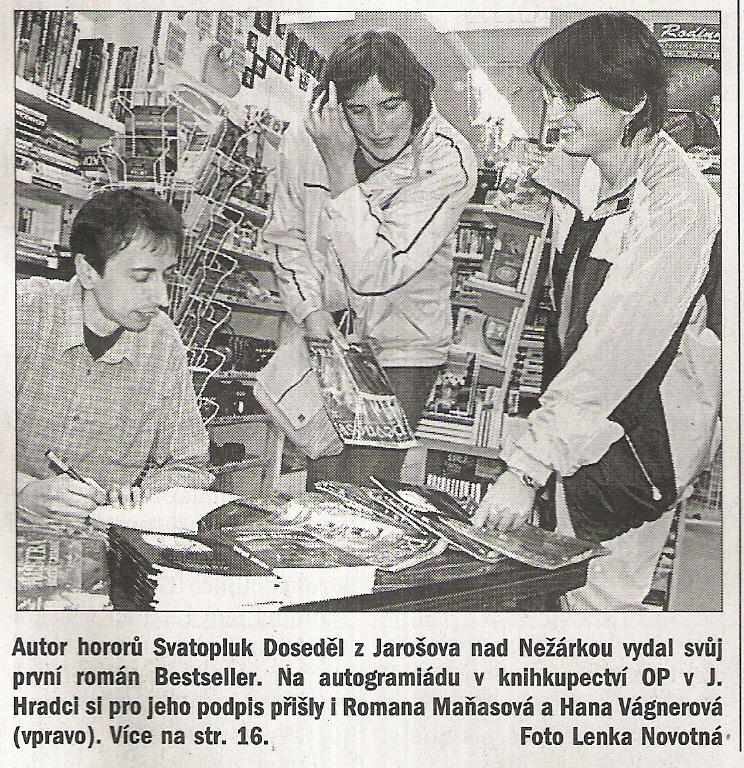 Rodinn
Autor hororů Svatopluk Doseděl z Jarošova nad Nežárkou vydal svůj
první román Bestseller. Na autogramiádu v knihkupectví OP v J.
Hradci si pro jeho podpis přišly i Romana Maňasová a Hana Vágnerová
(vpravo). Více na str. 16. Foto Lenka Novotná